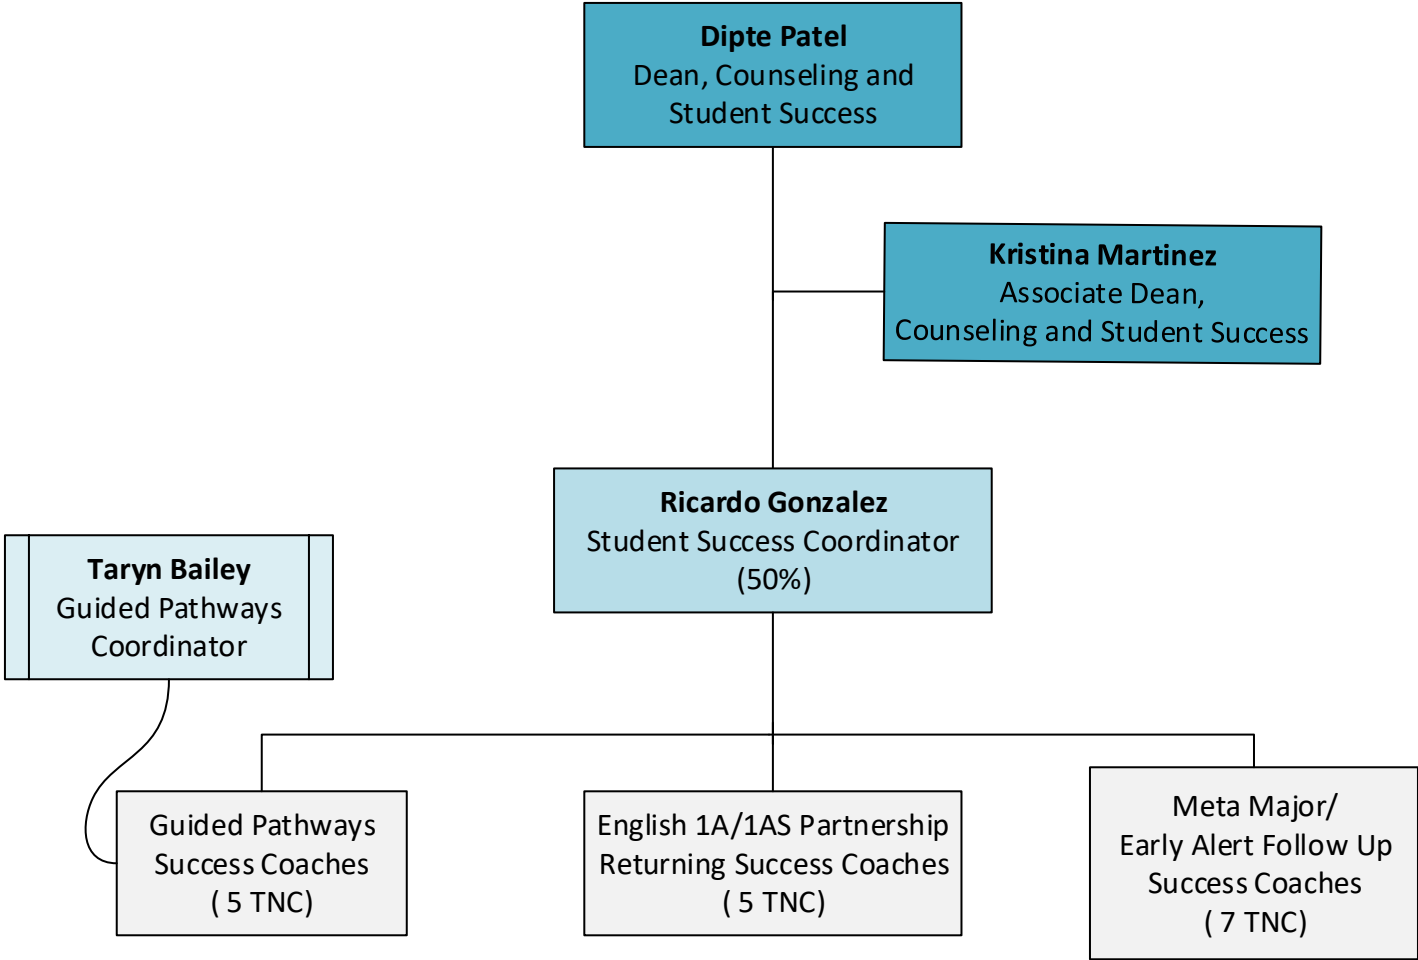 Dipte Patel
Dean, Counseling and
Student Success
Kristina Martinez
Associate Dean,
Counseling and Student Success
Ricardo Gonzalez
Student Success Coordinator
(50%)
Taryn Bailey
Guided Pathways
Coordinator
Guided Pathways
Success Coaches
( 5 TNC)
English 1A/1AS Partnership
Returning Success Coaches
( 5 TNC)
Meta Major/
Early Alert Follow Up
Success Coaches
( 7 TNC)